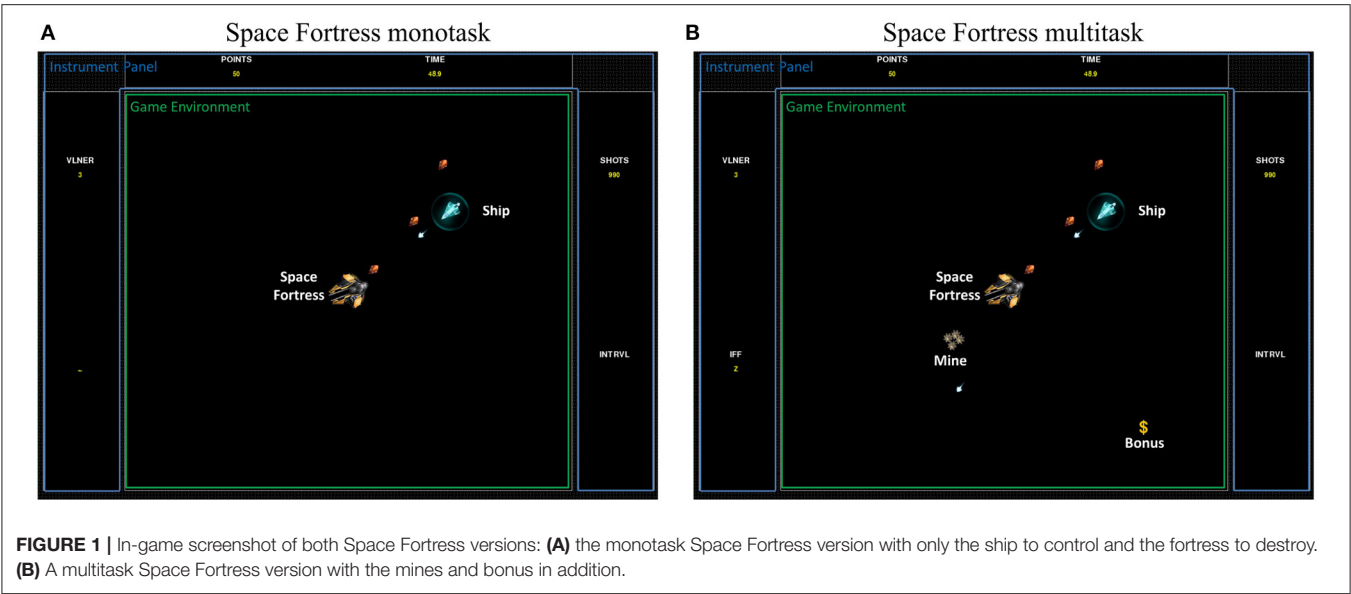 A
Space Fortress monotask
Instrument Panel
POINTS
50
TIME
48.9
Game Environment
VLNER
3
SHOTS
990
Ship
Space
Fortress
INTRVL
B
Space Fortress multitask
Instrument Panel
POINTS
50
TIME
48.9
Game Environment
VLNER
3
SHOTS
990
Ship
Space
Fortress
Mine
IFF
Z
INTRVL
$
Bonus
FIGURE 1 | In-game screenshot of both Space Fortress versions: (A) the monotask Space Fortress version with only the ship to control and the fortress to destroy.
(B) A multitask Space Fortress version with the mines and bonus in addition.